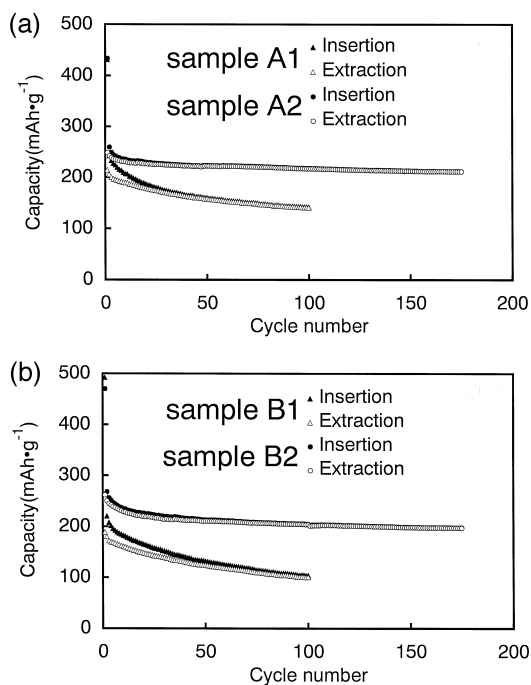 (a)
500
400
300
200
100
0
Capacity(mAh•g-1)
sample A1
▲ Insertion
△ Extraction
sample A2
● Insertion
○ Extraction
0 50 100 150 200
Cycle number
(b)
500
400
300
200
100
0
Capacity(mAh•g-1)
sample B1
▲ Insertion
△ Extraction
sample B2
● Insertion
○ Extraction
0 50 100 150 200
Cycle number